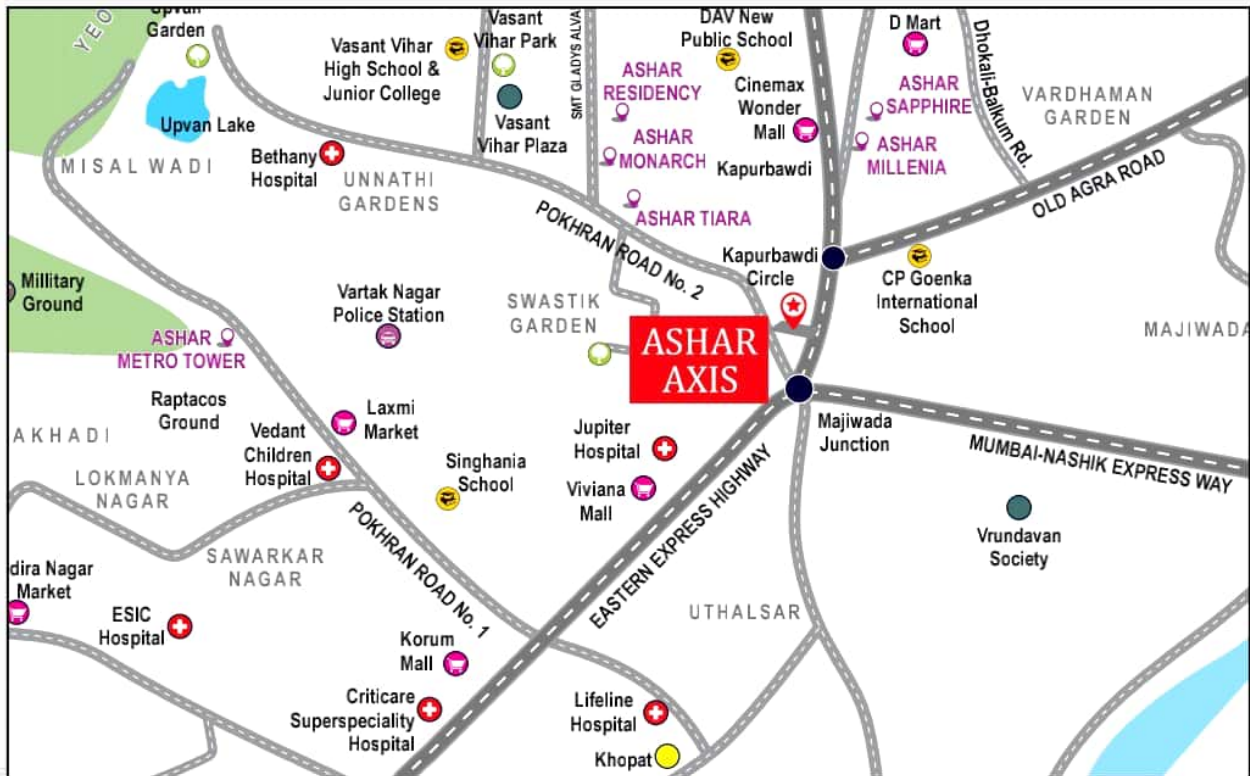 YEO
Upvan
Garden
Upvan Lake
MISAL WADI
Vasant Vihar
High School &
Junior College
Vasant
Vihar Park
Vasant
Vihar Plaza
SMT GLADYS ALVA
DAV New
Public School
ASHAR
RESIDENCY
Cinemax
Wonder
Mall
ASHAR
MONARCH
Kapurbawdi
ASHAR TIARA
D Mart
ASHAR
SAPPHIRE
ASHAR
MILLENIA
Dhokali-Balkum Rd.
VARDHAMAN
GARDEN
OLD AGRA ROAD
Bethany
Hospital
UNNATHI
GARDENS
POKHRAN ROAD No. 2
Kapurbawdi
Circle
CP Goenka
International
School
MAJIWADA
Millitary
Ground
Vartak Nagar
Police Station
SWASTIK
GARDEN
ASHAR
METRO TOWER
ASHAR
AXIS
Raptacos
Ground
Laxmi
Market
AKHADI
Vedant
Children
Hospital
LOKMANYA
NAGAR
Singhania
School
Jupiter
Hospital
Viviana
Mall
Majiwada
Junction
MUMBAI-NASHIK EXPRESS WAY
EASTERN EXPRESS HIGHWAY
Vrundavan
Society
POKHRAN ROAD No. 1
SAWARKAR
NAGAR
dira Nagar
Market
ESIC
Hospital
UTHALSAR
Korum
Mall
Criticare
Superspeciality
Hospital
Lifeline
Hospital
Khopat